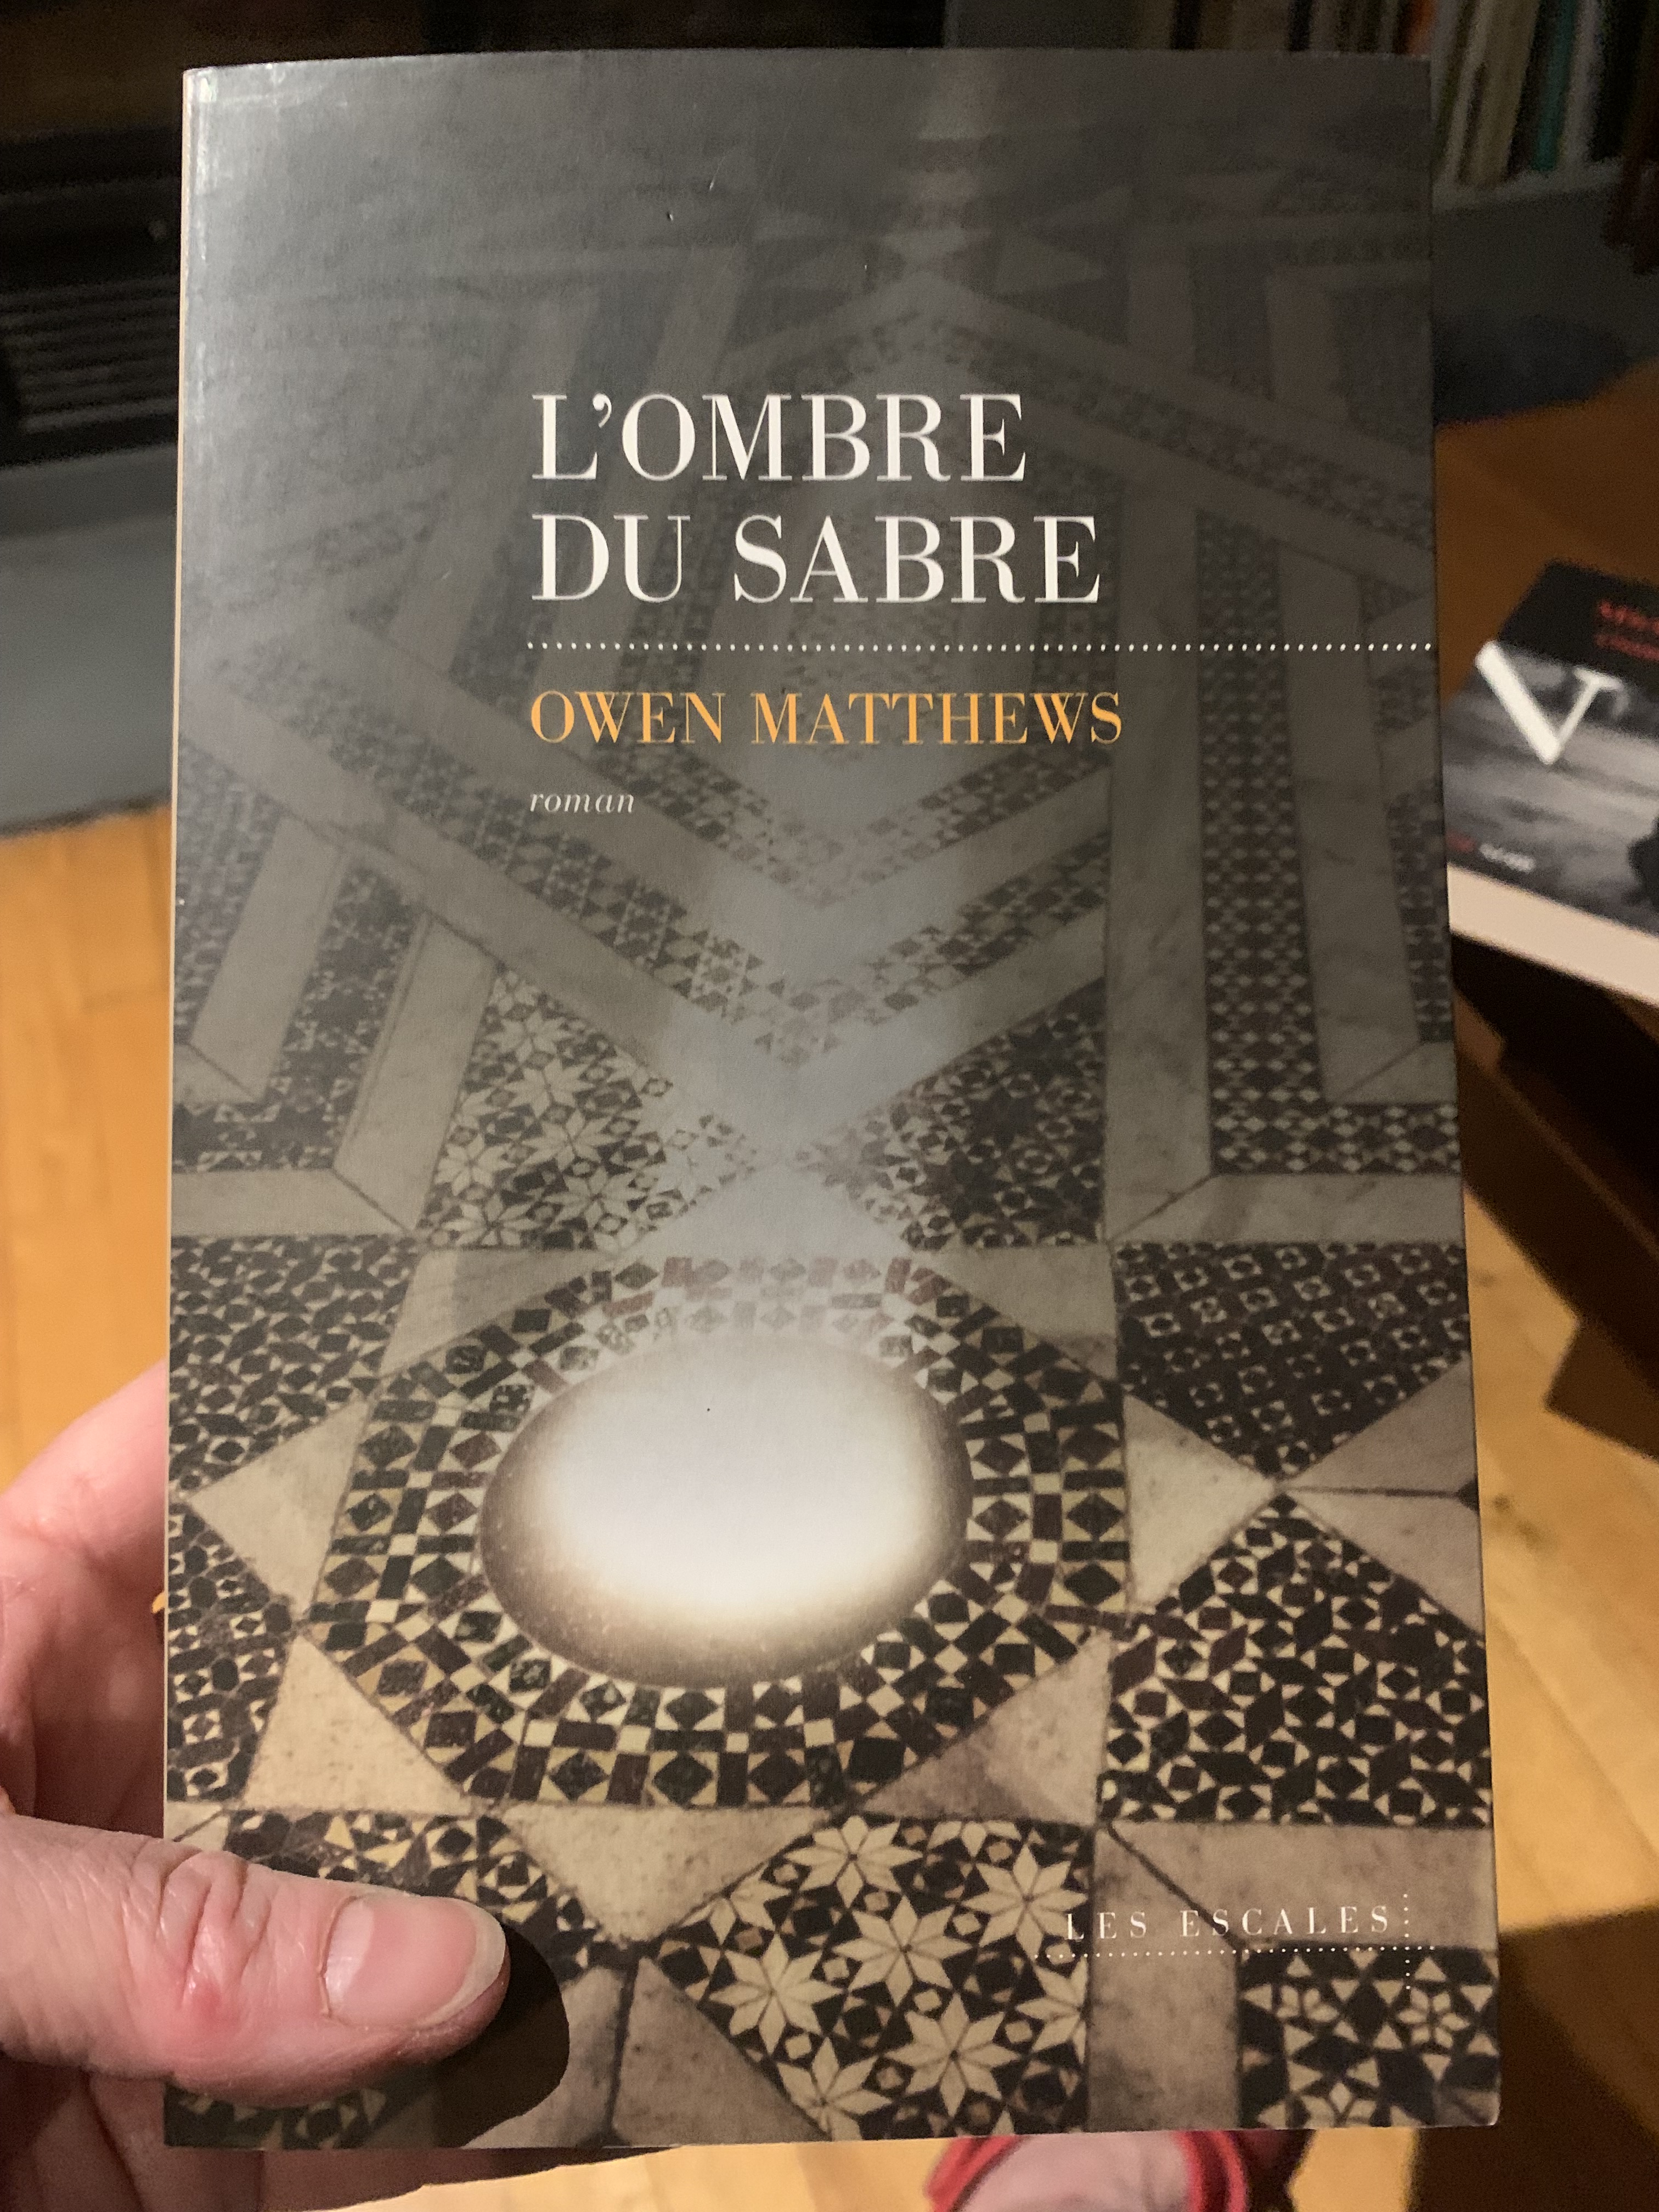 L'OMBRE
DU SABRE
OWEN MATTHEWS
roman
LES ESCALES
V